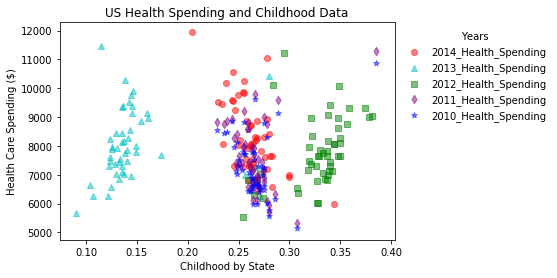 US Health Spending and Childhood Data
12000
11000
10000
9000
8000
7000
6000
5000
Health Care Spending ($)
0.10
0.15
0.20
0.25
0.30
0.35
0.40
Childhood by State
Years
2014_Health_Spending
2013_Health_Spending
2012_Health_Spending
2011_Health_Spending
2010_Health_Spending